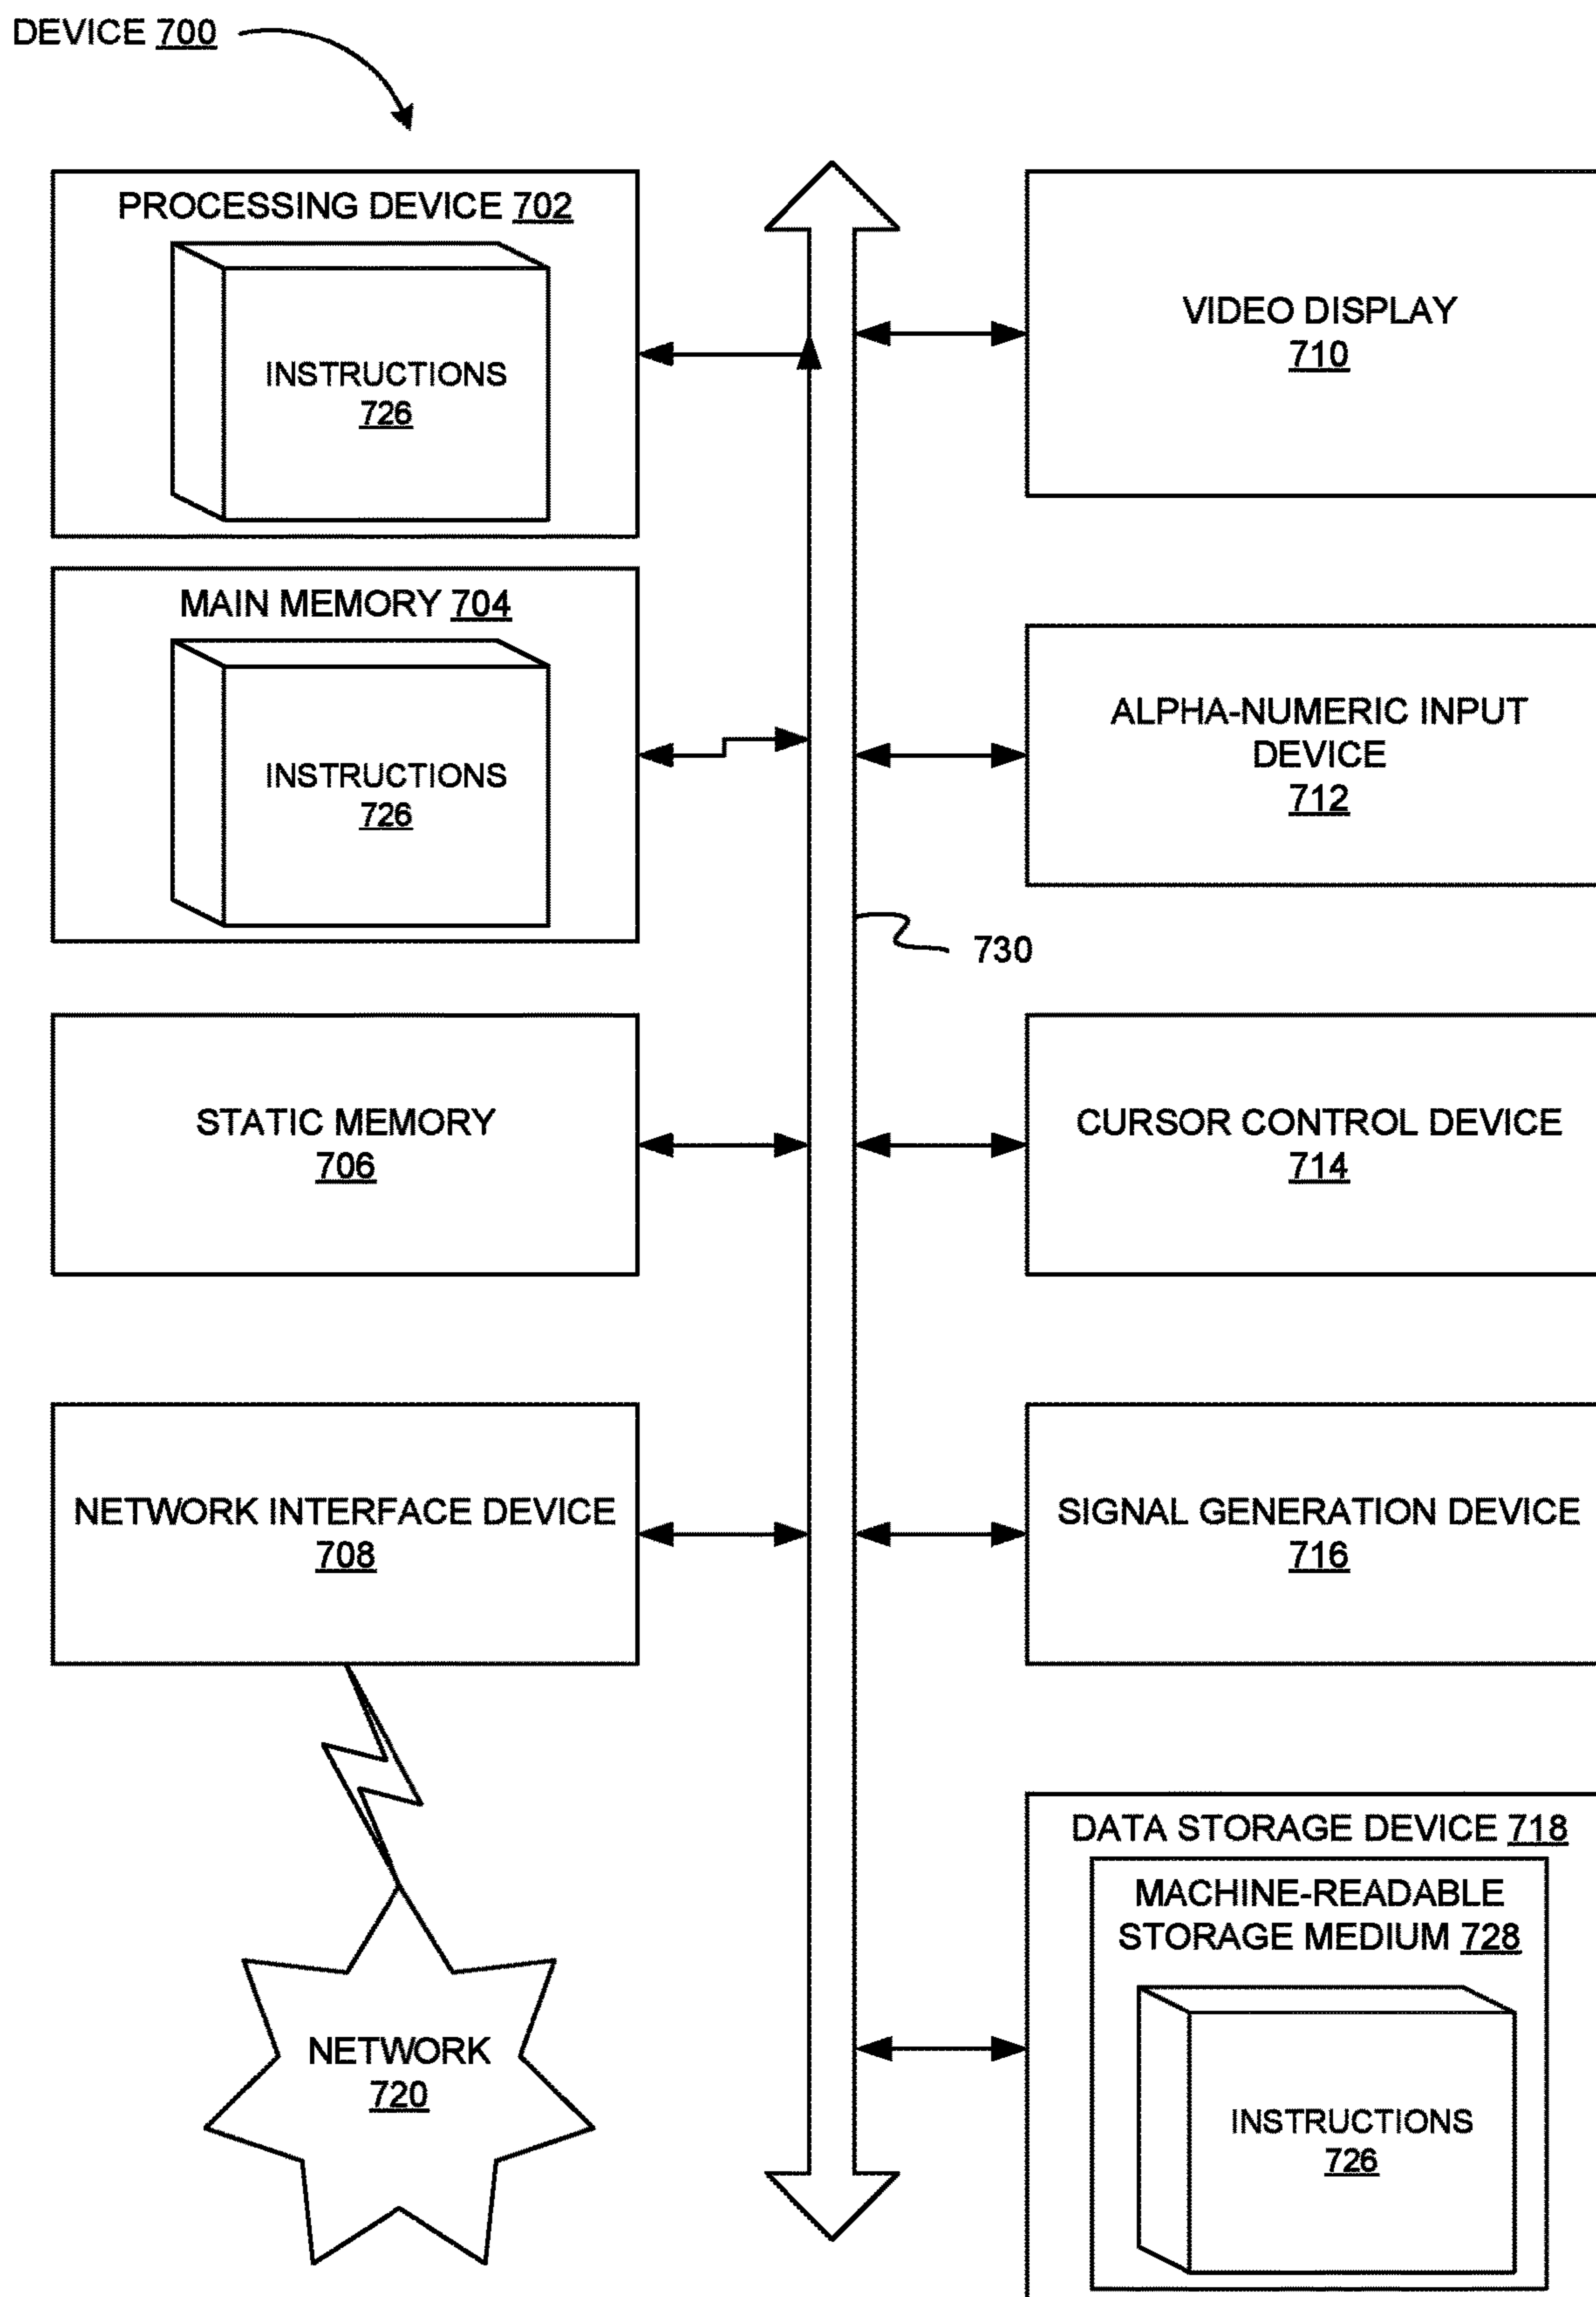 DEVICE 700
PROCESSING DEVICE 702
INSTRUCTIONS
726
VIDEO DISPLAY
710
MAIN MEMORY 704
INSTRUCTIONS
726
ALPHA-NUMERIC INPUT
DEVICE
712
730
STATIC MEMORY
706
CURSOR CONTROL DEVICE
714
NETWORK INTERFACE DEVICE
708
SIGNAL GENERATION DEVICE
716
DATA STORAGE DEVICE 718
MACHINE-READABLE
STORAGE MEDIUM 728
INSTRUCTIONS
726
NETWORK
720